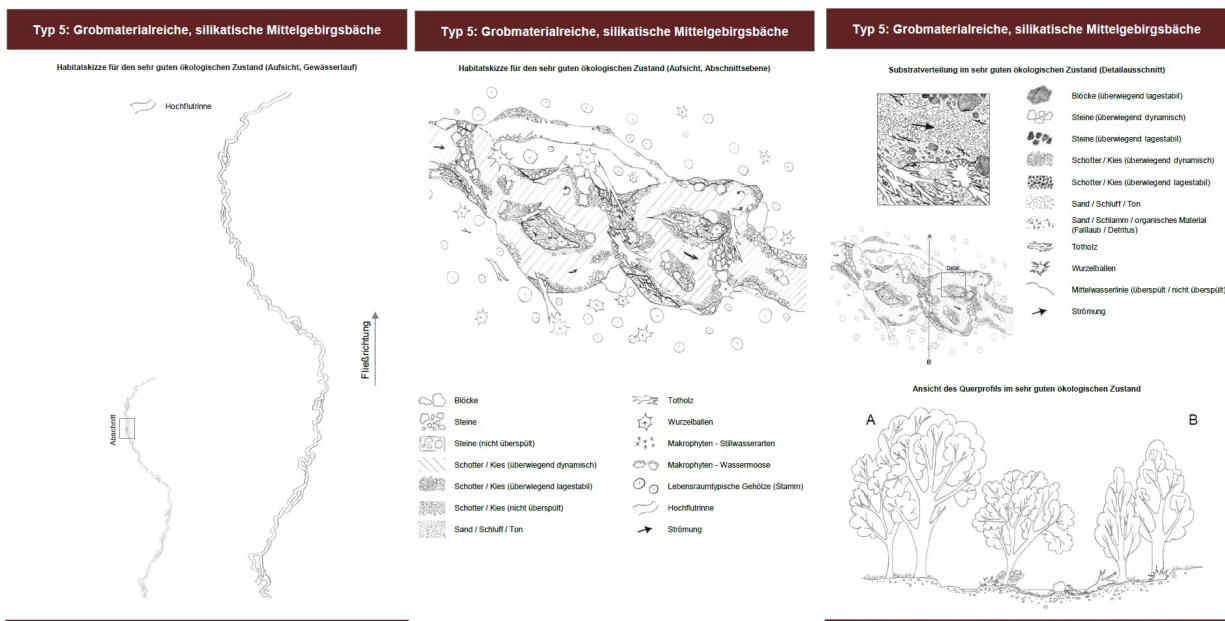 Typ 5: Grobmaterialreiche, silikatische Mittelgebirgsbäche
Habitatskizze für den sehr guten ökologischen Zustand (Aufsicht, Gewässerlauf)
Hochflutrinne
Fließrichtung
Abschnitt
Typ 5: Grobmaterialreiche, silikatische Mittelgebirgsbäche
Habitatskizze für den sehr guten ökologischen Zustand (Aufsicht, Abschnittsebene)
Blöcke
Steine
Steine (nicht überspült)
Schotter / Kies (überwiegend dynamisch)
Schotter / Kies (überwiegend lagestabil)
Schotter / Kies (nicht überspült)
Sand / Schluff / Ton
Totholz
Wurzelballen
Makrophyten - Stillwasserarten
Makrophyten - Wassermoose
Lebensraumtypische Gehölze (Stamm)
Hochflutrinne
Strömung
Typ 5: Grobmaterialreiche, silikatische Mittelgebirgsbäche
Substratverteilung im sehr guten ökologischen Zustand (Detailausschnitt)
Blöcke (überwiegend lagestabil)
Steine (überwiegend dynamisch)
Steine (überwiegend lagestabil)
Schotter / Kies (überwiegend dynamisch)
Schotter / Kies (überwiegend lagestabil)
Sand / Schluff / Ton
Sand / Schlamm / organisches Material
(Falllaub / Detritus)
Totholz
Wurzelballen
Mittelwasserlinie (überspült / nicht überspült)
Strömung
A
Detail
B
Ansicht des Querprofils im sehr guten ökologischen Zustand
A
B